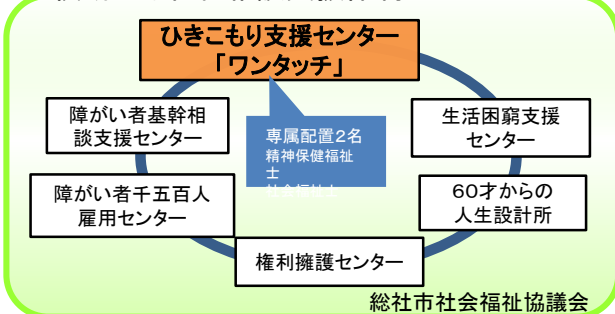 ひきこもり支援センター
「ワンタッチ」
障がい者基幹相
談支援センター
専属配置２名
精神保健福祉
士
社会福祉士
生活困窮支援
センター
障がい者千五百人
雇用センター
６０才からの
人生設計所
権利擁護センター
総社市社会福祉協議会